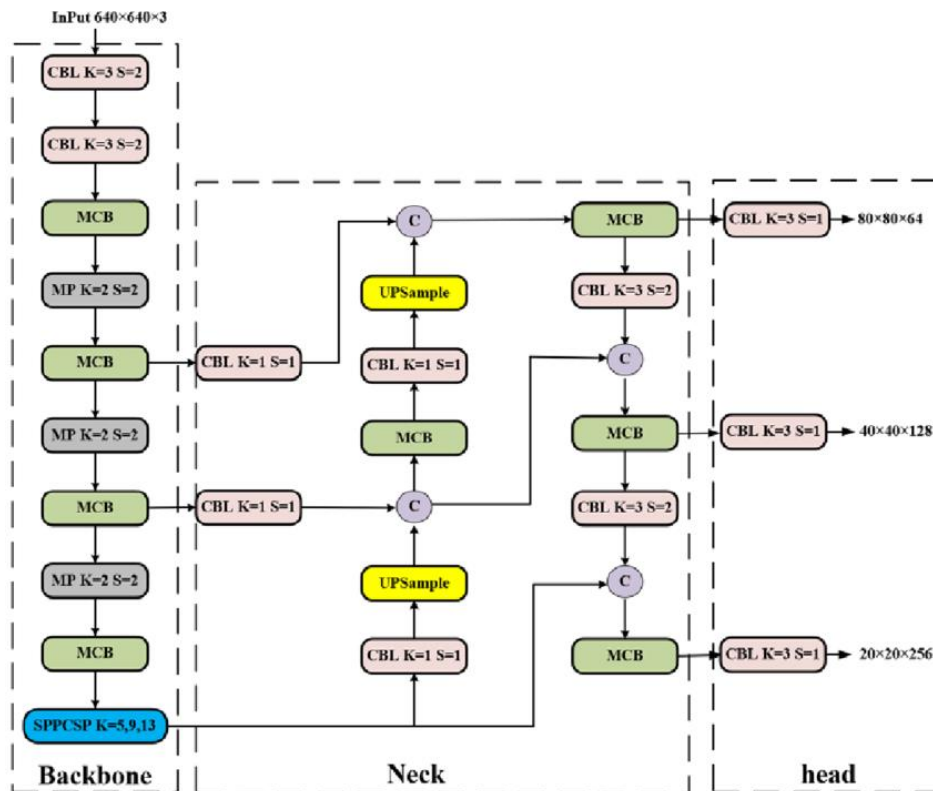 InPut 640×640×3
CBL K=3 S=2
CBL K=3 S=2
MCB
MP K=2 S=2
MCB
MP K=2 S=2
MCB
MP K=2 S=2
MCB
SPPCSP K=5,9,13
Backbone
CBL K=1 S=1
CBL K=1 S=1
C
UPSample
CBL K=1 S=1
MCB
C
UPSample
CBL K=1 S=1
MCB
CBL K=3 S=2
C
MCB
CBL K=3 S=2
C
MCB
Neck
CBL K=3 S=1
80×80×64
CBL K=3 S=1
40×40×128
CBL K=3 S=1
20×20×256
head